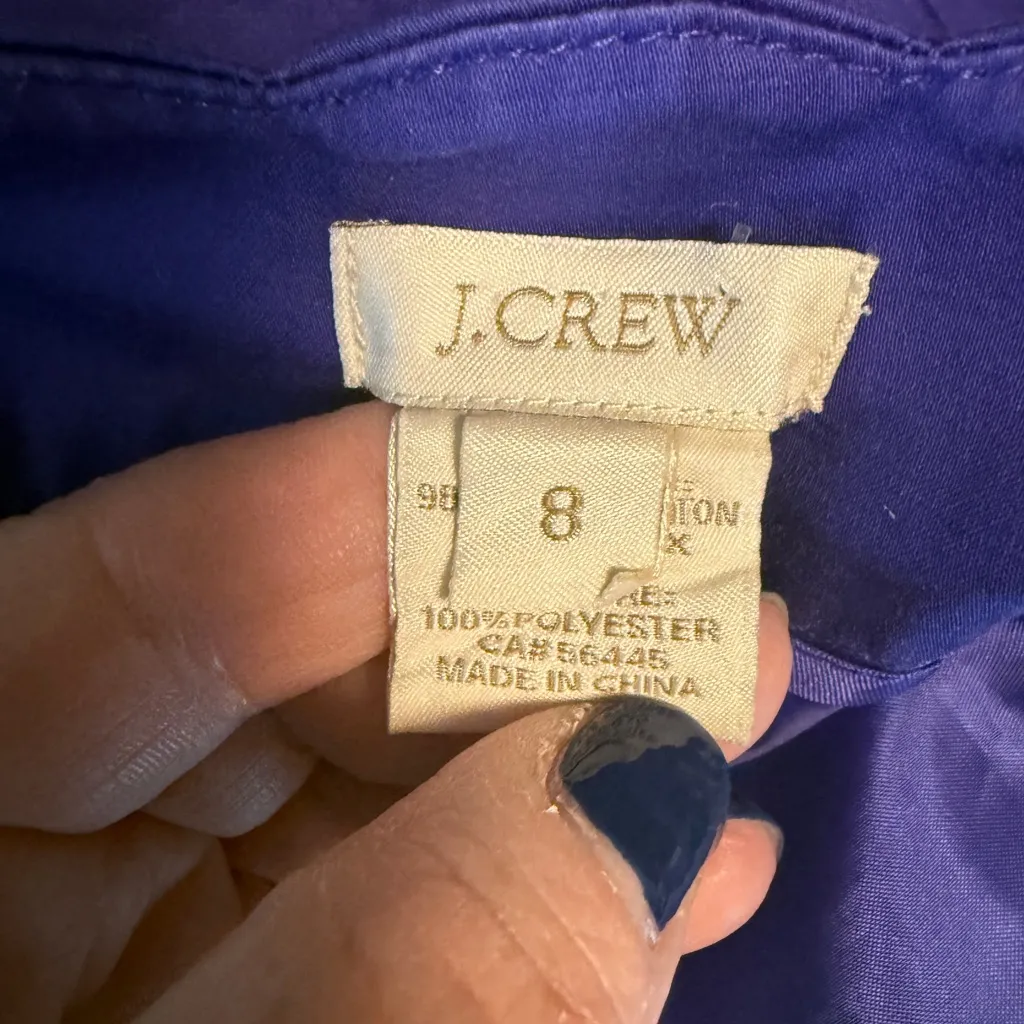 J.CREW
8
98
TON
X
100%POLYESTER
CA#56445
MADE IN CHINA